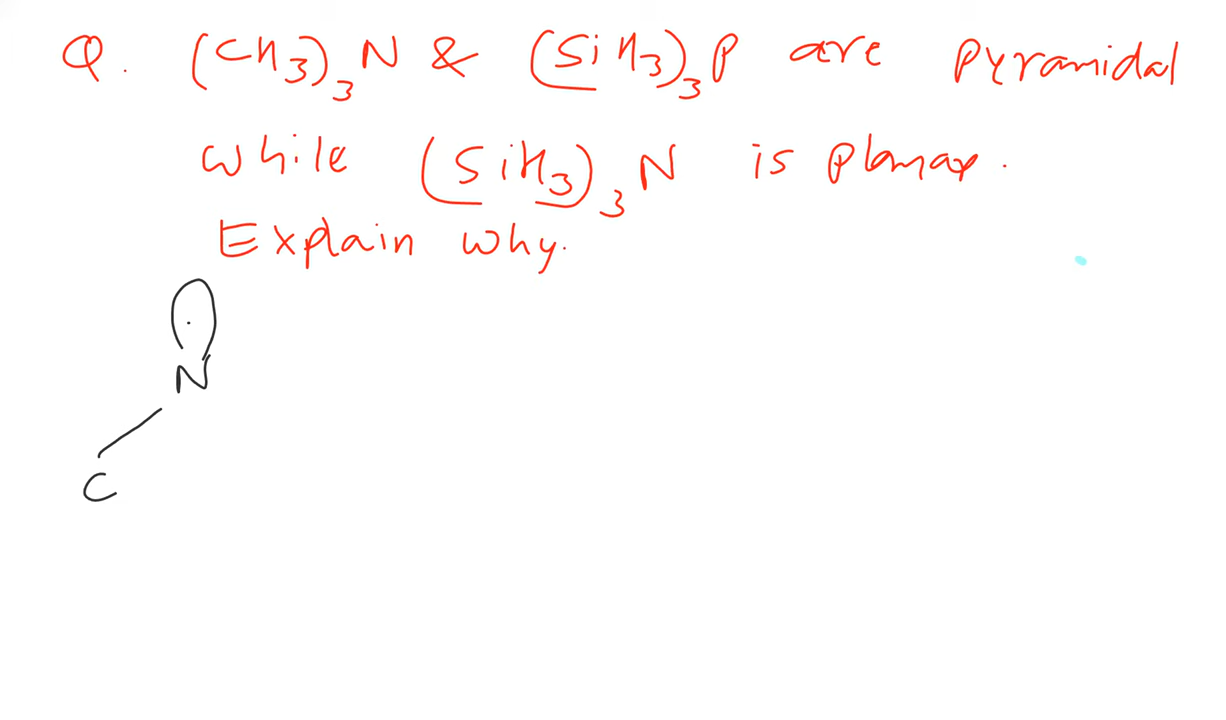 Q. (CH3)3N & (SiH3)3P are Pyramidal
while (SiH3)3N is Planar.
Explain why.
N
C